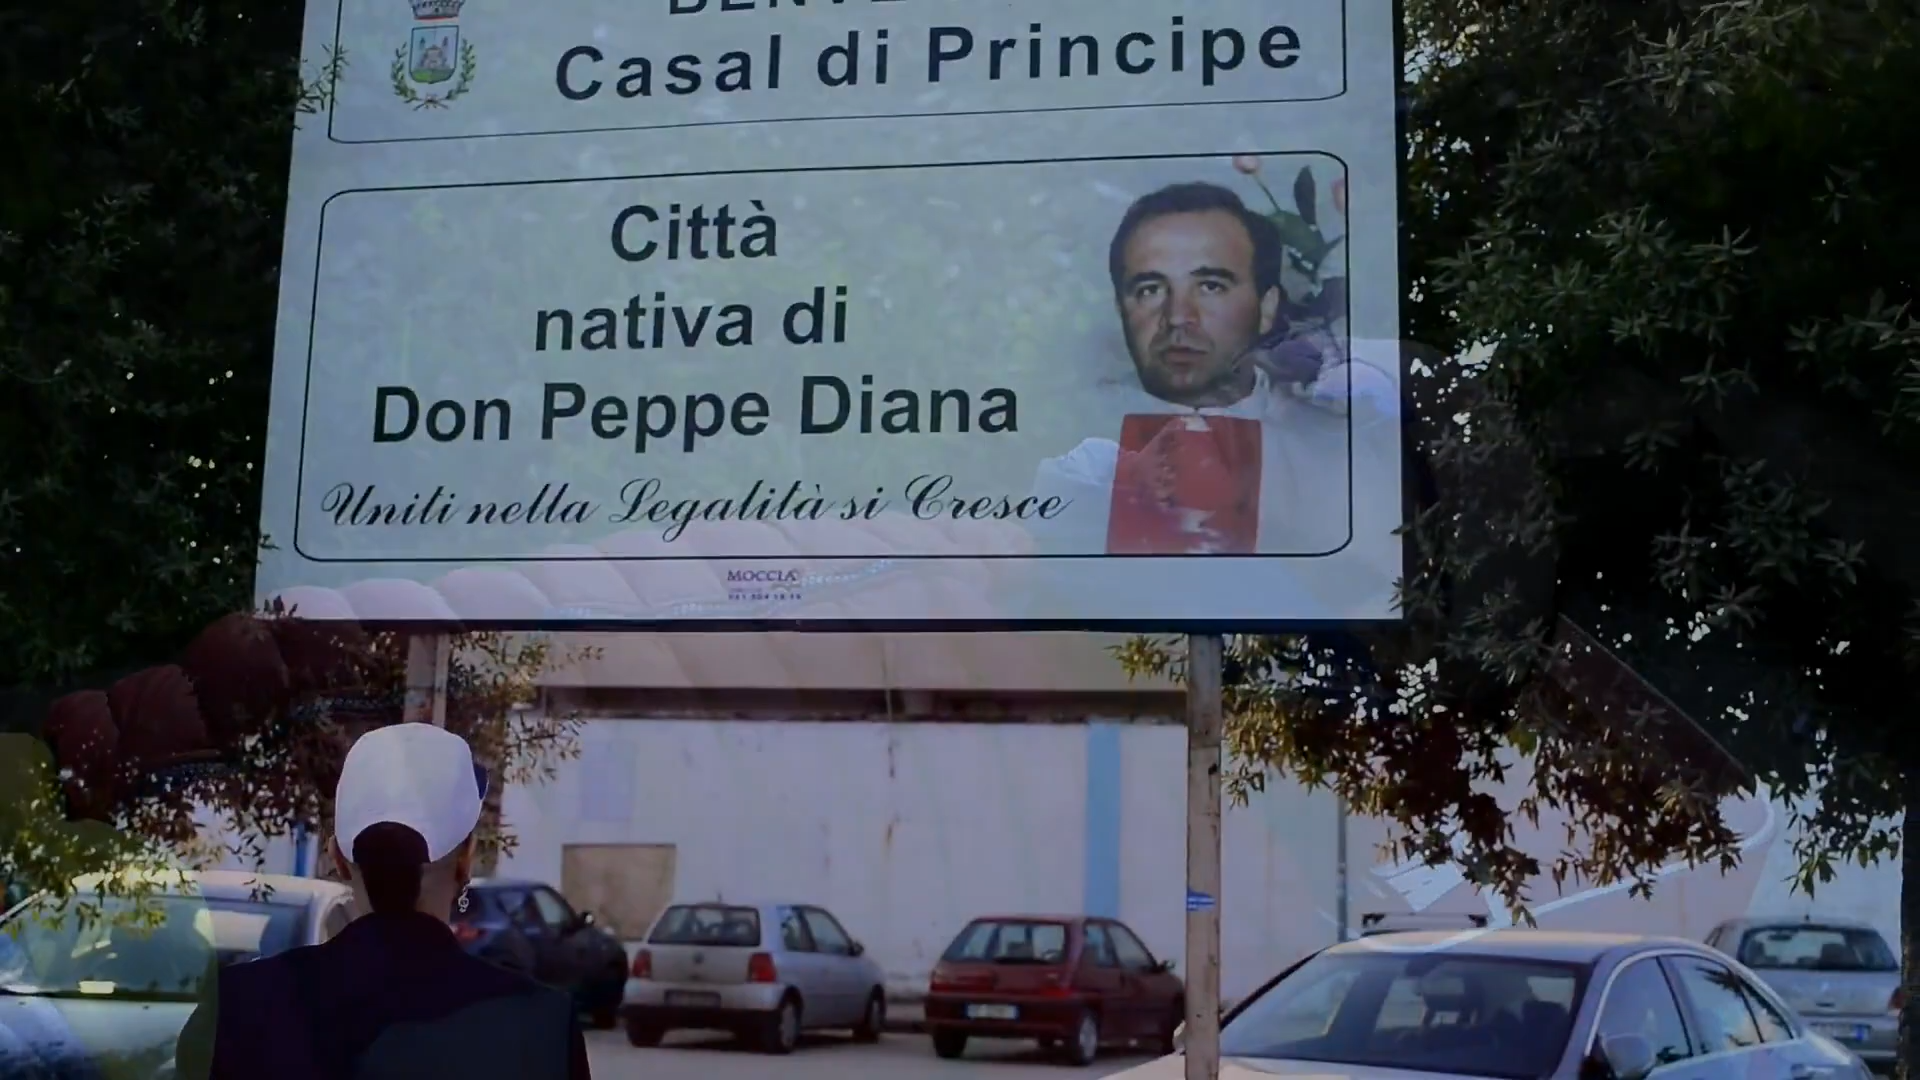 Casal di Principe
Città
nativa di
Don Peppe Diana
Uniti nella Legalità si Cresce
MOCCIA